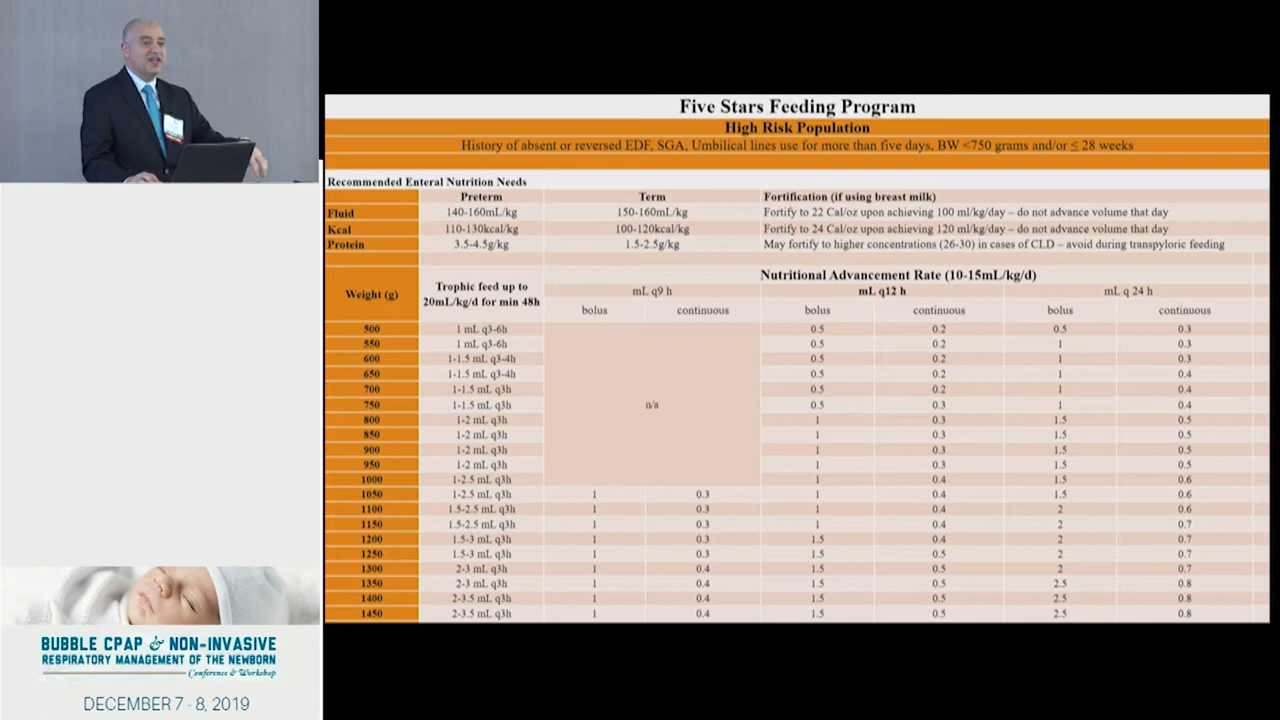 Five Stars Feeding Program
High Risk Population
History of absent or reversed EDF, SGA, Umbilical lines use for more than five days, BW <750 grams and/or ≤ 28 weeks
Recommended Enteral Nutrition Needs
Preterm Term Fortification (if using breast milk)
Fluid 140-160mL/kg 150-160mL/kg Fortify to 22 Cal/oz upon achieving 100 ml/kg/day – do not advance volume that day
Kcal 110-130kcal/kg 100-120kcal/kg Fortify to 24 Cal/oz upon achieving 120 ml/kg/day – do not advance volume that day
Protein 3.5-4.5g/kg 1.5-2.5g/kg May fortify to higher concentrations (26-30) in cases of CLD – avoid during transpyloric feeding
Weight (g) Trophic feed up to 20mL/kg/d for min 48h Nutritional Advancement Rate (10-15mL/kg/d)
mL q9 h mL q12 h mL q 24 h
bolus continuous bolus continuous bolus continuous
500 1 mL q3-6h 0.5 0.2 0.5 0.3
550 1 mL q3-6h 0.5 0.2 1 0.3
600 1-1.5 mL q3-4h 0.5 0.2 1 0.3
650 1-1.5 mL q3-4h 0.5 0.2 1 0.4
700 1-1.5 mL q3h 0.5 0.2 1 0.4
750 1-1.5 mL q3h n/a 0.5 0.3 1 0.4
800 1-2 mL q3h 1 0.3 1.5 0.5
850 1-2 mL q3h 1 0.3 1.5 0.5
900 1-2 mL q3h 1 0.3 1.5 0.5
950 1-2 mL q3h 1 0.3 1.5 0.5
1000 1-2.5 mL q3h 1 0.4 1.5 0.6
1050 1-2.5 mL q3h 1 0.3 1 0.4 1.5 0.6
1100 1.5-2.5 mL q3h 1 0.3 1 0.4 2 0.6
1150 1.5-2.5 mL q3h 1 0.3 1 0.4 2 0.7
1200 1.5-3 mL q3h 1 0.3 1.5 0.4 2 0.7
1250 1.5-3 mL q3h 1 0.3 1.5 0.5 2 0.7
1300 2-3 mL q3h 1 0.4 1.5 0.5 2 0.7
1350 2-3 mL q3h 1 0.4 1.5 0.5 2.5 0.8
1400 2-3.5 mL q3h 1 0.4 1.5 0.5 2.5 0.8
1450 2-3.5 mL q3h 1 0.4 1.5 0.5 2.5 0.8
BUBBLE CPAP & NON-INVASIVE
RESPIRATORY MANAGEMENT OF THE NEWBORN
Conference & Workshop
DECEMBER 7 - 8, 2019